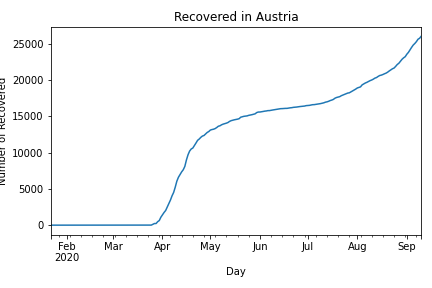 Recovered in Austria
Number of Recovered
25000
20000
15000
10000
5000
0
Feb Mar Apr May Jun Jul Aug Sep
2020
Day